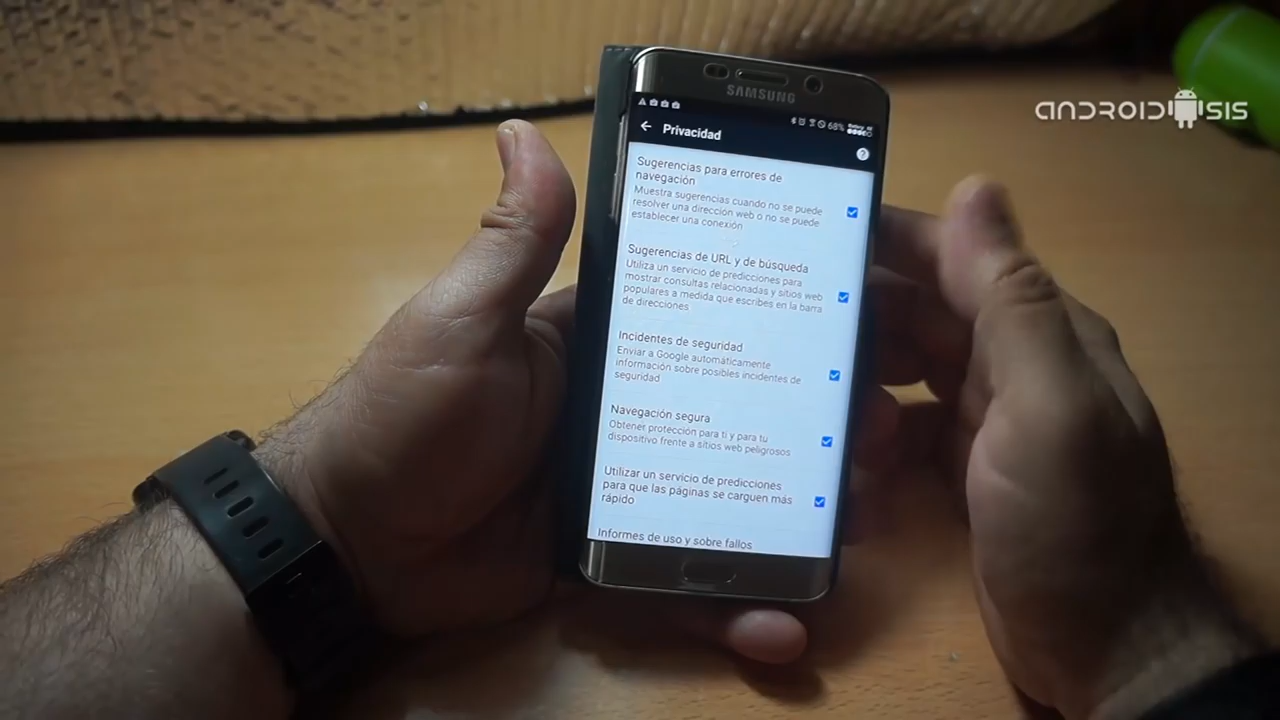 SAMSUNG
ANDROIDSIS
68%
Privacidad
Sugerencias para errores de
navegación
Muestra sugerencias cuando no se puede
resolver una dirección web o no se puede
establecer una conexión
Sugerencias de URL y de búsqueda
Utiliza un servicio de predicciones para
mostrar consultas relacionadas y sitios web
populares a medida que escribes en la barra
de direcciones
Incidentes de seguridad
Enviar a Google automáticamente
información sobre posibles incidentes de
seguridad
Navegación segura
Obtener protección para ti y para tu
dispositivo frente a sitios web peligrosos
Utilizar un servicio de predicciones
para que las páginas se carguen más
rápido
Informes de uso y sobre fallos